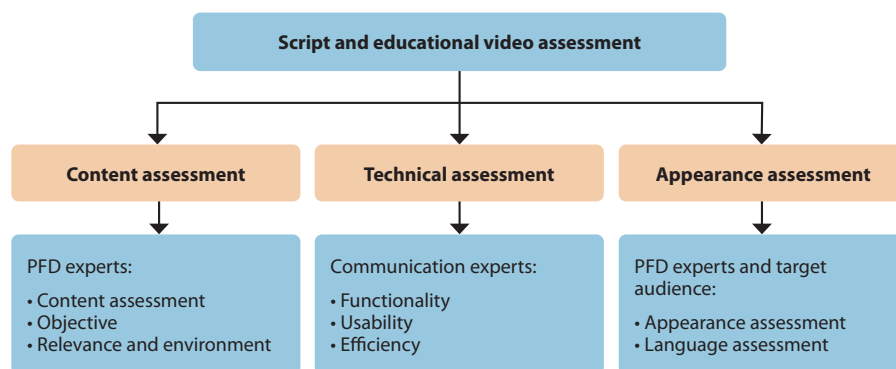 Script and educational video assessment
Content assessment
Technical assessment
Appearance assessment
PFD experts:
• Content assessment
• Objective
• Relevance and environment
Communication experts:
• Functionality
• Usability
• Efficiency
PFD experts and target
audience:
• Appearance assessment
• Language assessment